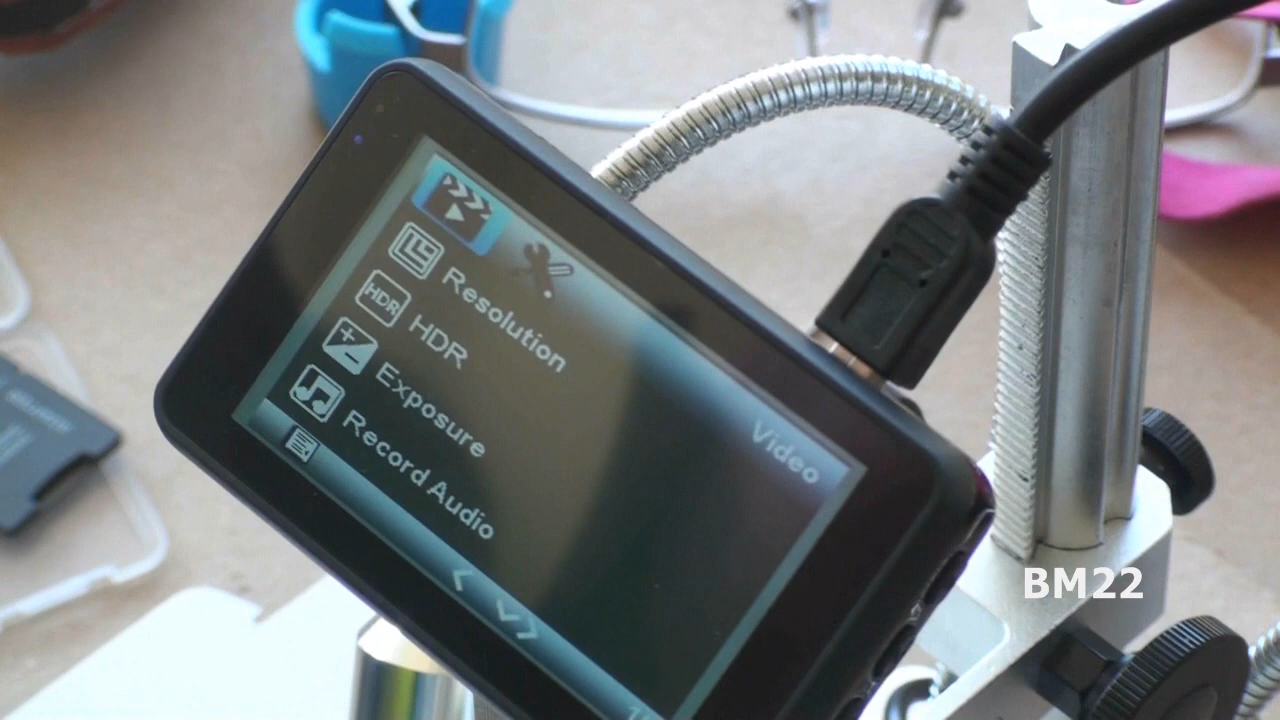 Video
Resolution
HDR
HDR
Exposure
Record Audio
BM22